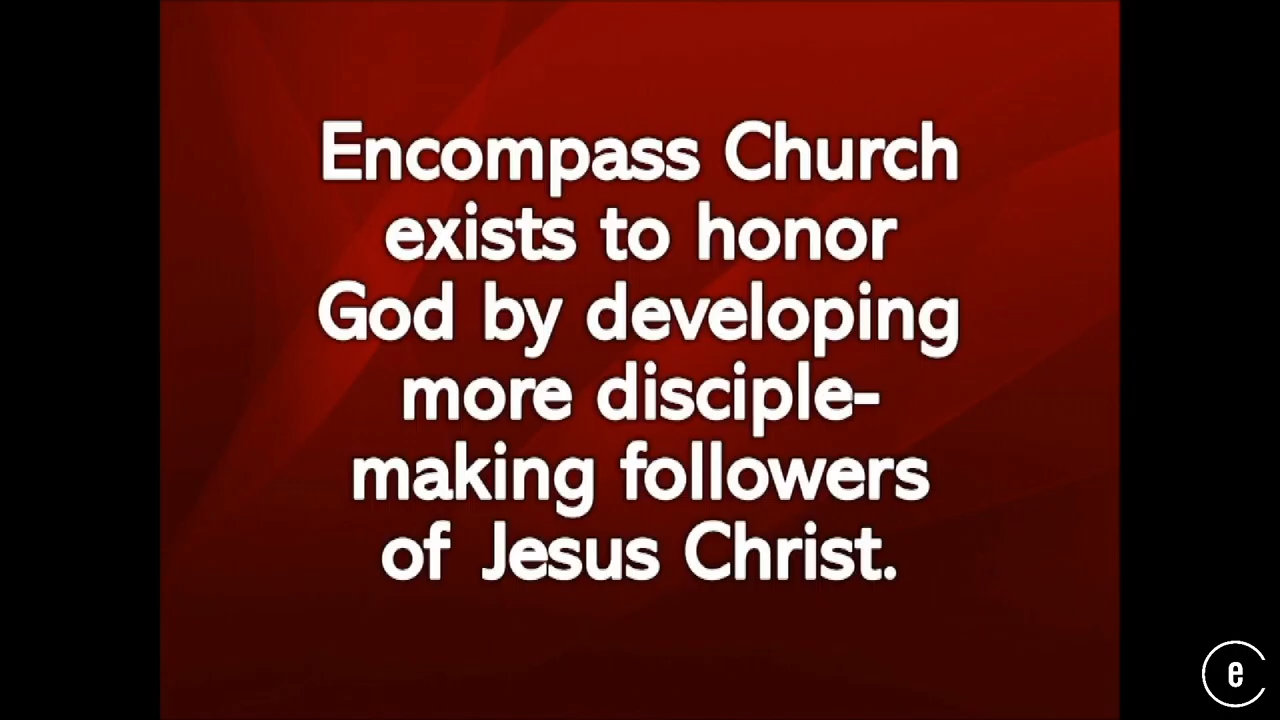 Encompass Church
exists to honor
God by developing
more disciple-
making followers
of Jesus Christ.
e